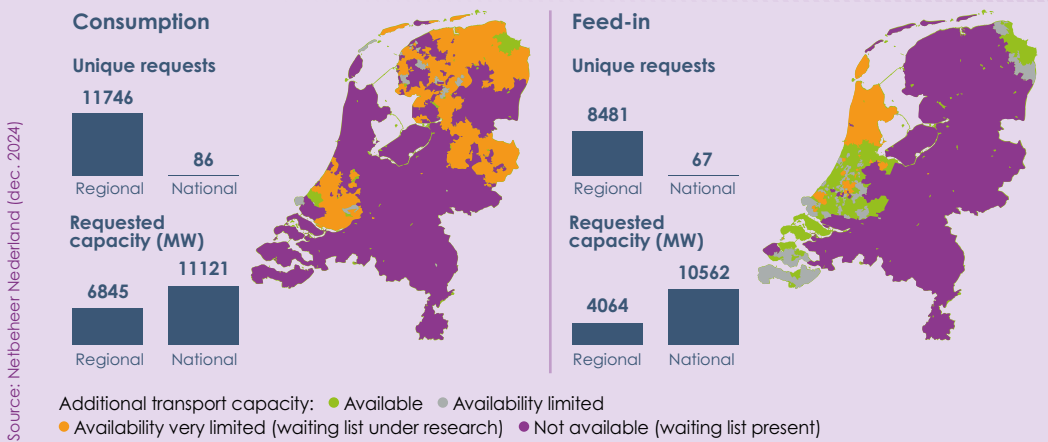 Consumption
Unique requests
11746
86
Regional
National
Requested
capacity (MW)
6845
11121
Regional
National
Feed-in
Unique requests
8481
67
Regional
National
Requested
capacity (MW)
4064
10562
Regional
National
Additional transport capacity: Available Availability limited
Availability very limited (waiting list under research) Not available (waiting list present)
Source: Netbeheer Nederland (dec. 2024)